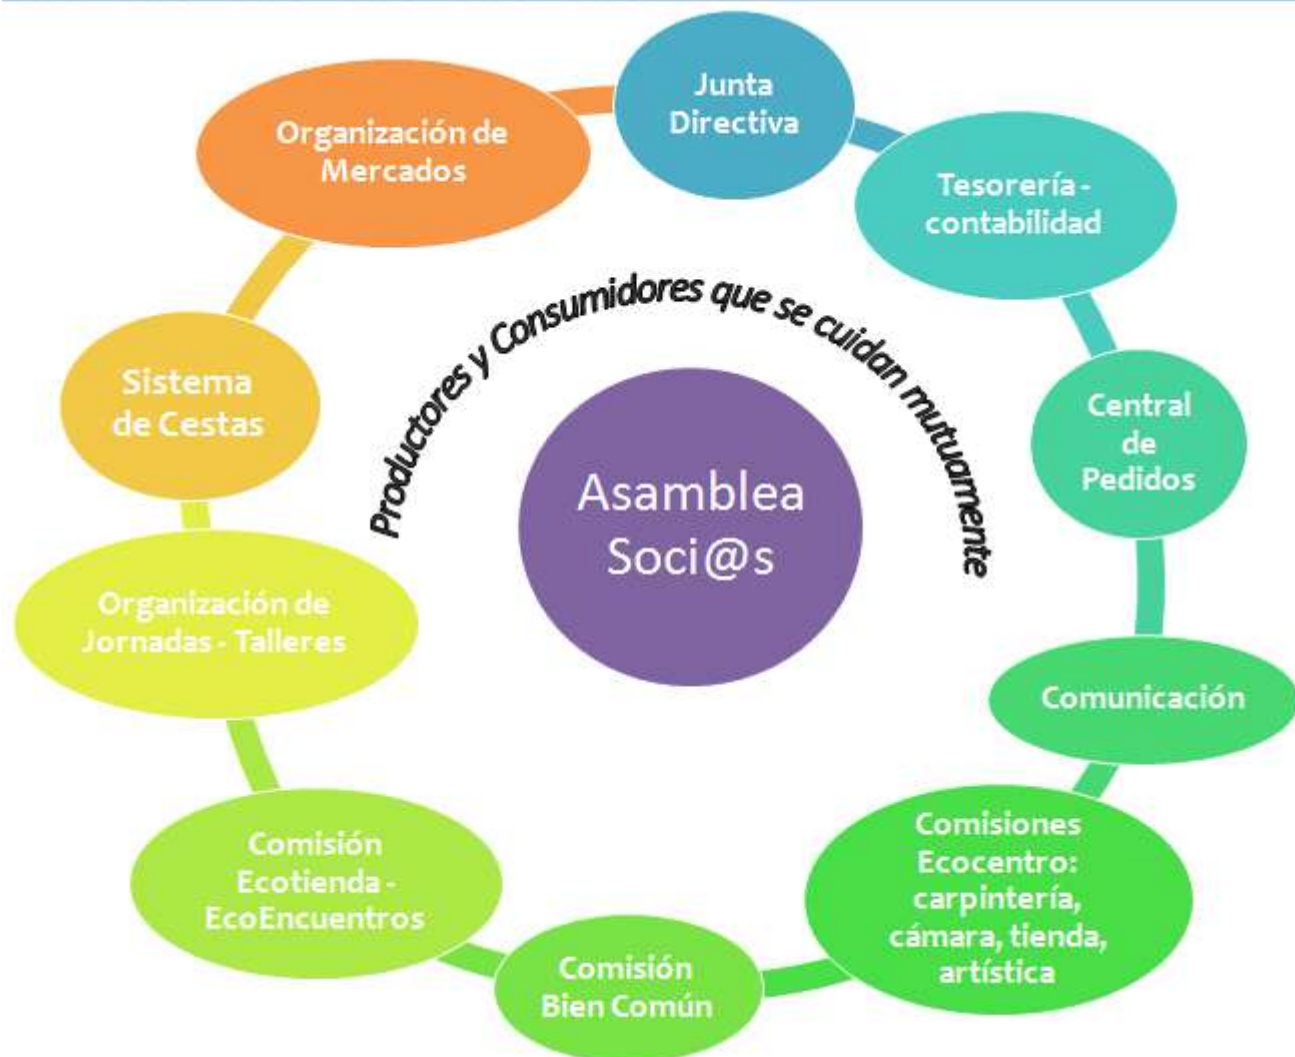 Junta
Directiva
Tesorería -
contabilidad
Central
de
Pedidos
Comunicación
Comisiones
Ecocentro:
carpintería,
cámara, tienda,
artística
Comisión
Bien Común
Comisión
Ecotienda -
EcoEncuentros
Organización de
Jornadas - Talleres
Sistema
de Cestas
Organización de
Mercados
Productores y Consumidores que se cuidan mutuamente
Asamblea
Soci@s